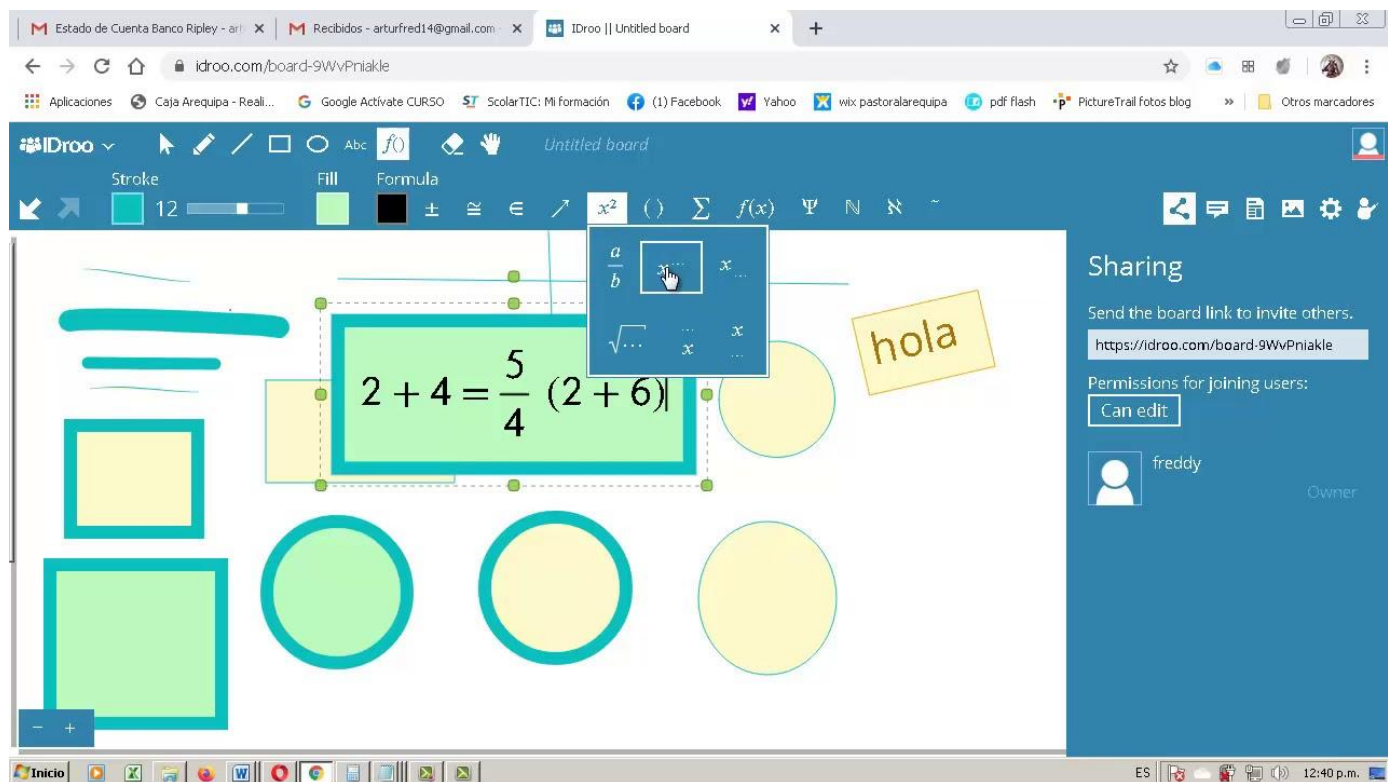 Estado de Cuenta Banco Ripley - art
Recibidos - arturfred14@gmail.com
IDroo || Untitled board
idroo.com/board-9WvPniakle
Aplicaciones
Caja Arequipa - Reali...
Google Actívate CURSO
ScolarTIC: Mi formación
(1) Facebook
Yahoo
wix pastoralarequipa
pdf flash
PictureTrail fotos blog
»
Otros marcadores
IDroo
Abc
f()
Untitled board
Stroke
Fill
Formula
12
± ≅ ∈ x² ( ) ∑ f(x) Ψ ℕ ℵ ~
a/b x... x...
√... ... x x ...
2 + 4 = 5/4 (2 + 6)
hola
Sharing
Send the board link to invite others.
https://idroo.com/board-9WvPniakle
Permissions for joining users:
Can edit
freddy
Owner
− +
Inicio
ES
12:40 p.m.